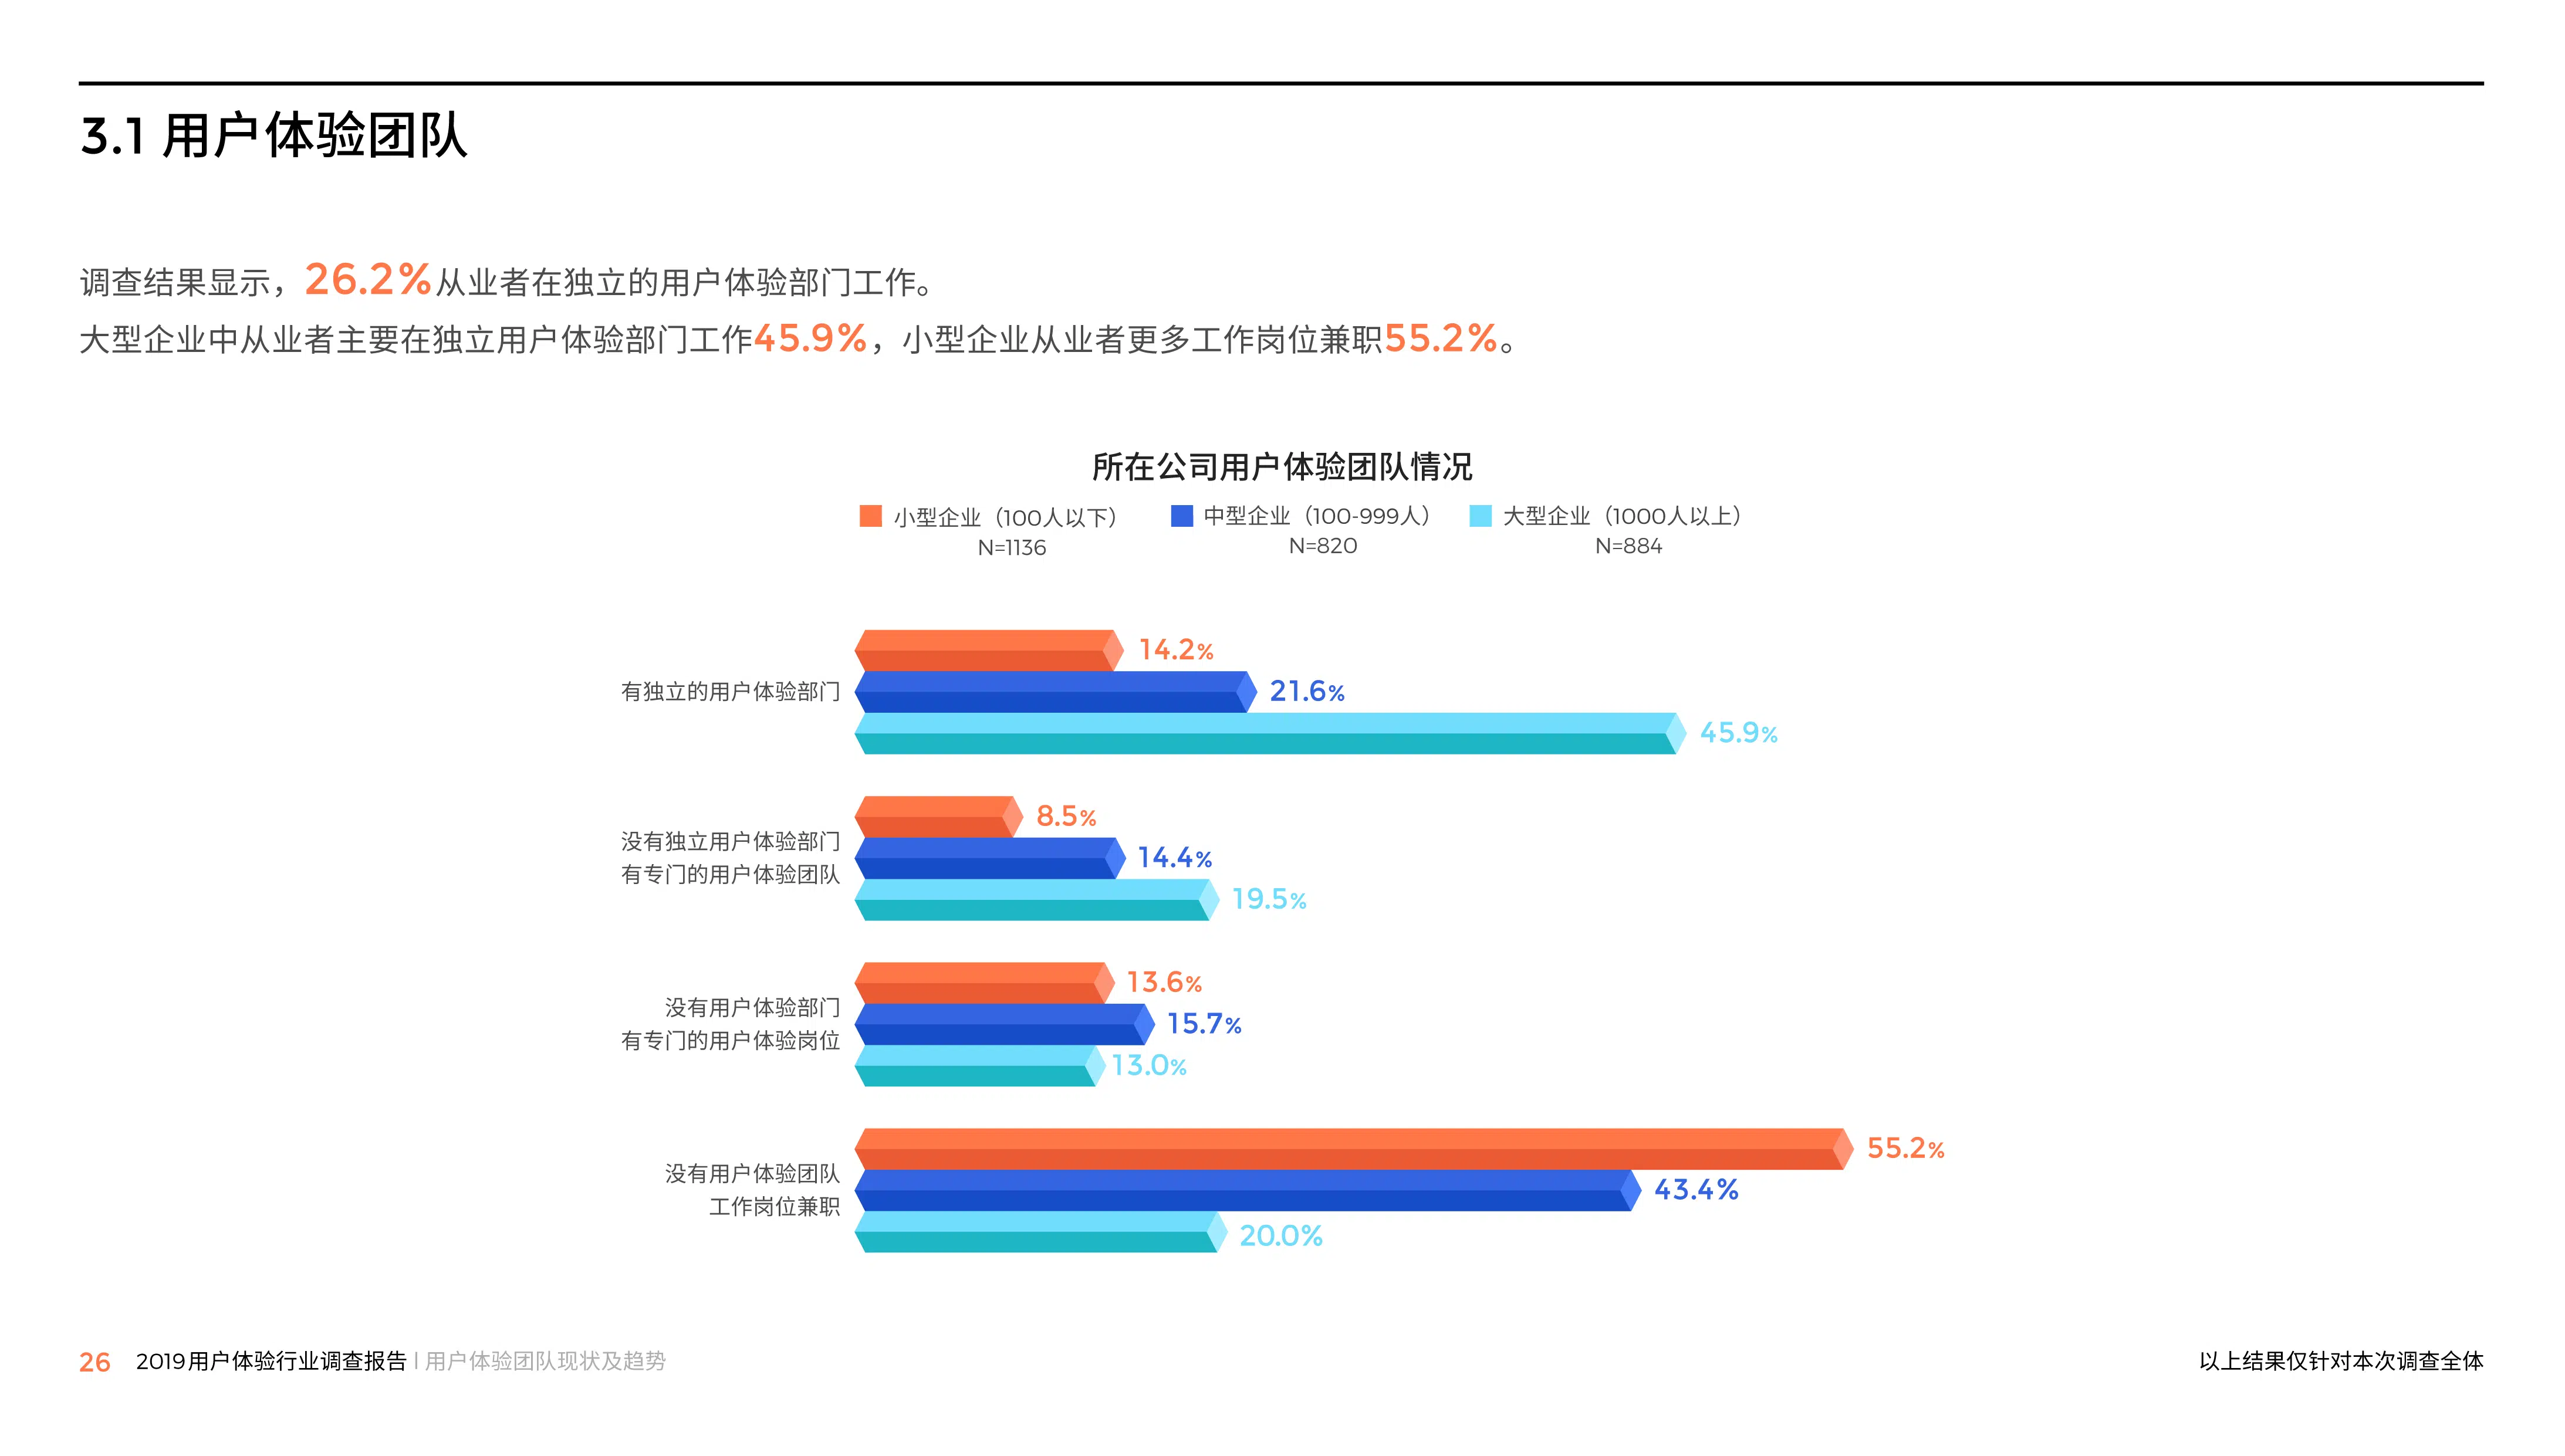 3.1 用户体验团队
调查结果显示，26.2%从业者在独立的用户体验部门工作。
大型企业中从业者主要在独立用户体验部门工作45.9%，小型企业从业者更多工作岗位兼职55.2%。
所在公司用户体验团队情况
小型企业（100人以下） 中型企业（100-999人） 大型企业（1000人以上）
N=1136 N=820 N=884
14.2%
有独立的用户体验部门 21.6%
45.9%
8.5%
没有独立用户体验部门
有专门的用户体验团队
14.4%
19.5%
13.6%
没有用户体验部门
有专门的用户体验岗位
15.7%
13.0%
55.2%
没有用户体验团队
工作岗位兼职
43.4%
20.0%
26 2019用户体验行业调查报告 | 用户体验团队现状及趋势 以上结果仅针对本次调查全体